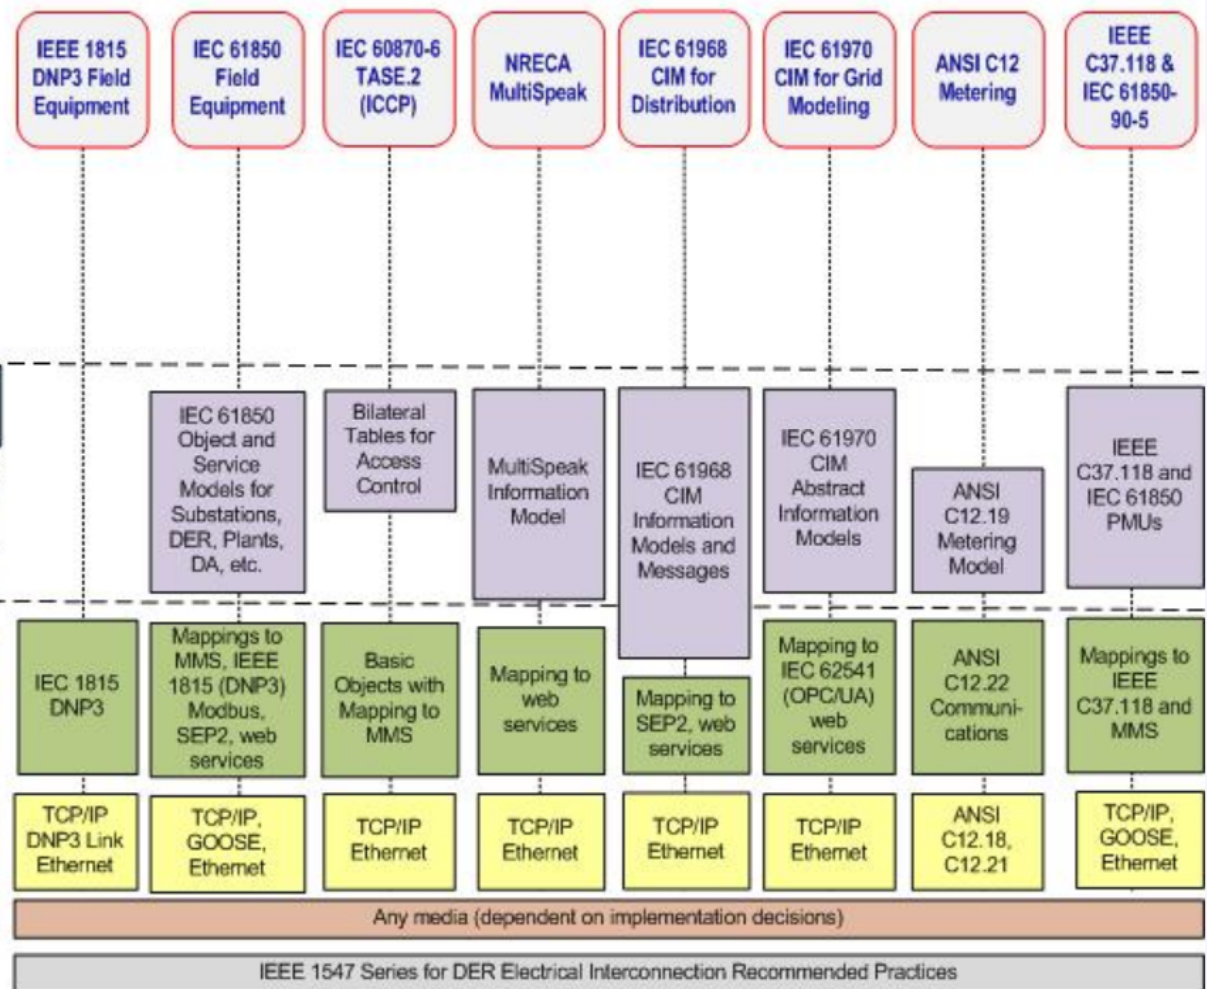 IEEE 1815
DNP3 Field
Equipment
IEC 61850
Field
Equipment
IEC 60870-6
TASE.2
(ICCP)
NRECA
MultiSpeak
IEC 61968
CIM for
Distribution
IEC 61970
CIM for Grid
Modeling
ANSI C12
Metering
IEEE
C37.118 &
IEC 61850-
90-5
IEC 61850
Object and
Service
Models for
Substations,
DER, Plants,
DA, etc.
Bilateral
Tables for
Access
Control
MultiSpeak
Information
Model
IEC 61968
CIM
Information
Models and
Messages
IEC 61970
CIM
Abstract
Information
Models
ANSI
C12.19
Metering
Model
IEEE
C37.118 and
IEC 61850
PMUs
IEC 1815
DNP3
Mappings to
MMS, IEEE
1815 (DNP3)
Modbus,
SEP2, web
services
Basic
Objects with
Mapping to
MMS
Mapping to
web
services
Mapping to
SEP2, web
services
Mapping to
IEC 62541
(OPC/UA)
web
services
ANSI
C12.22
Communi-
cations
Mappings to
IEEE
C37.118 and
MMS
TCP/IP
DNP3 Link
Ethernet
TCP/IP,
GOOSE,
Ethernet
TCP/IP
Ethernet
TCP/IP
Ethernet
TCP/IP
Ethernet
TCP/IP
Ethernet
ANSI
C12.18,
C12.21
TCP/IP,
GOOSE,
Ethernet
Any media (dependent on implementation decisions)
IEEE 1547 Series for DER Electrical Interconnection Recommended Practices